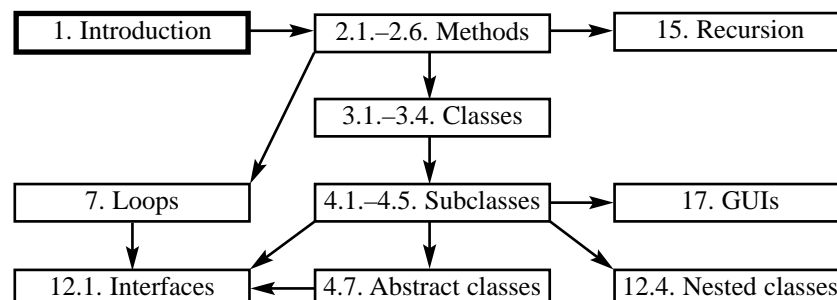 1. Introduction
2.1.–2.6. Methods
15. Recursion
3.1.–3.4. Classes
7. Loops
4.1.–4.5. Subclasses
17. GUIs
12.1. Interfaces
4.7. Abstract classes
12.4. Nested classes